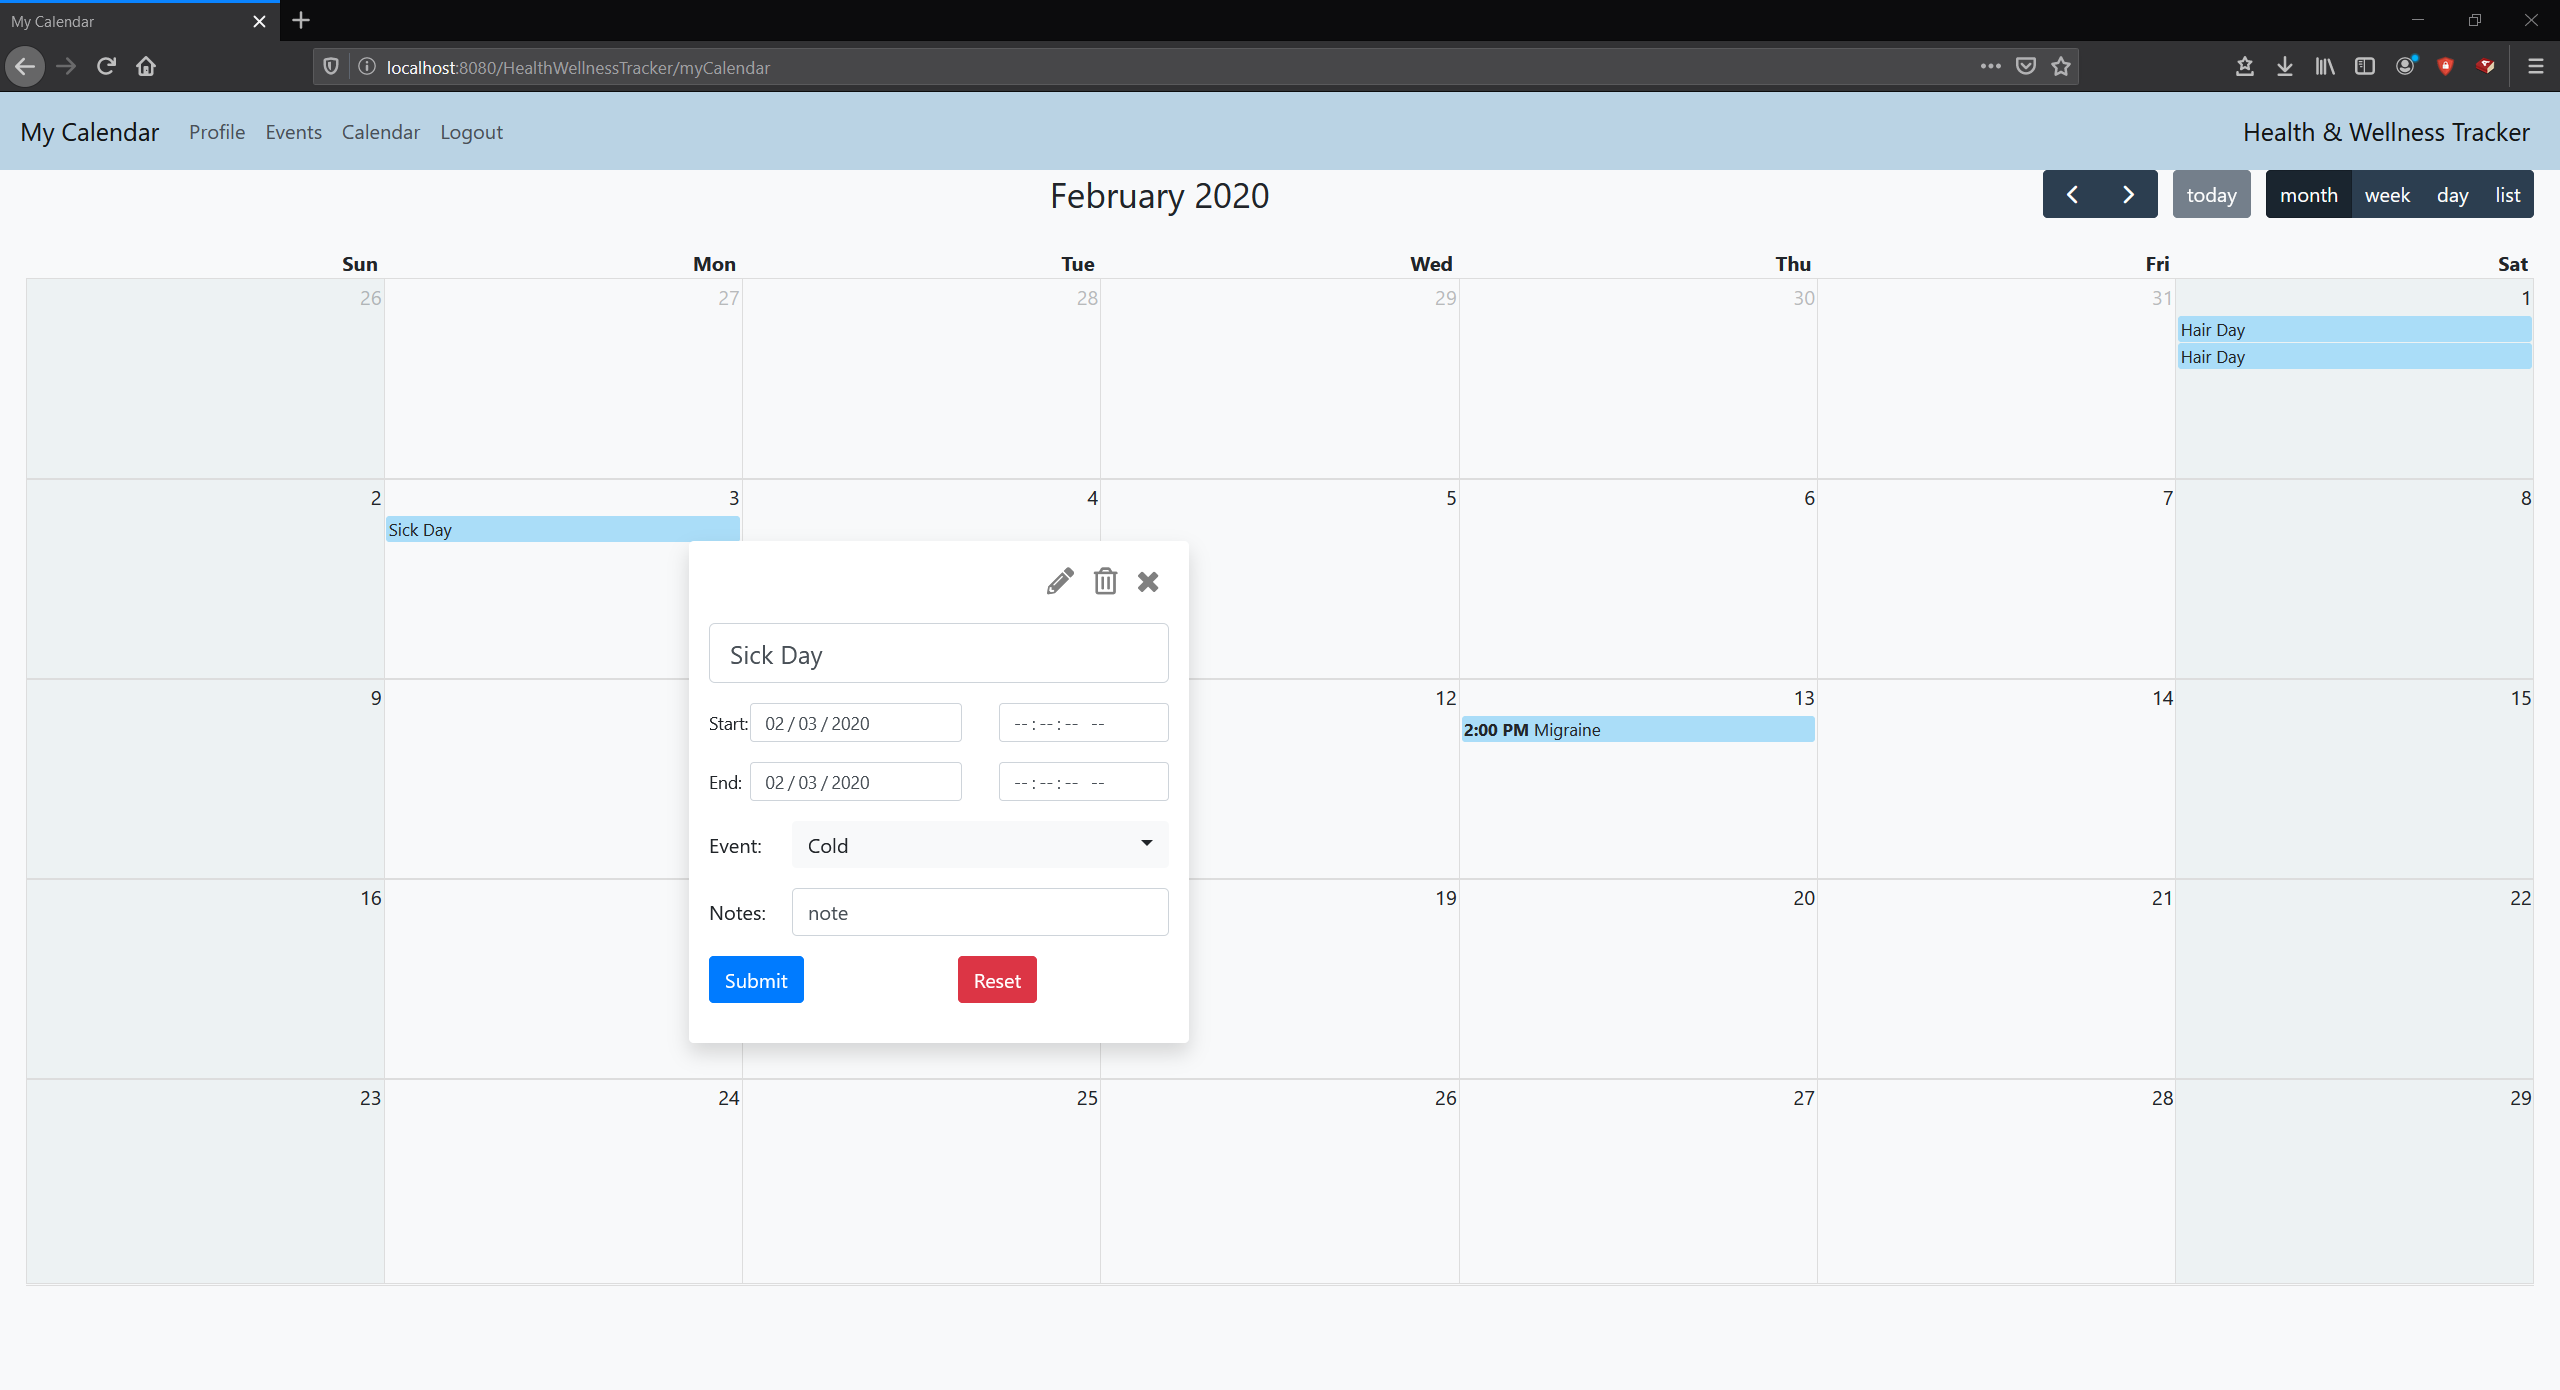 My Calendar
localhost:8080/HealthWellnessTracker/myCalendar
My Calendar Profile Events Calendar Logout Health & Wellness Tracker
February 2020 today month week day list
Sun Mon Tue Wed Thu Fri Sat
26 27 28 29 30 31 1
Hair Day
Hair Day
2 3 4 5 6 7 8
Sick Day
Sick Day
9 12 13 14 15
Start: 02 / 03 / 2020 -- : -- : -- --
2:00 PM Migraine
End: 02 / 03 / 2020 -- : -- : -- --
Event: Cold
16 19 20 21 22
Notes: note
Submit Reset
23 24 25 26 27 28 29